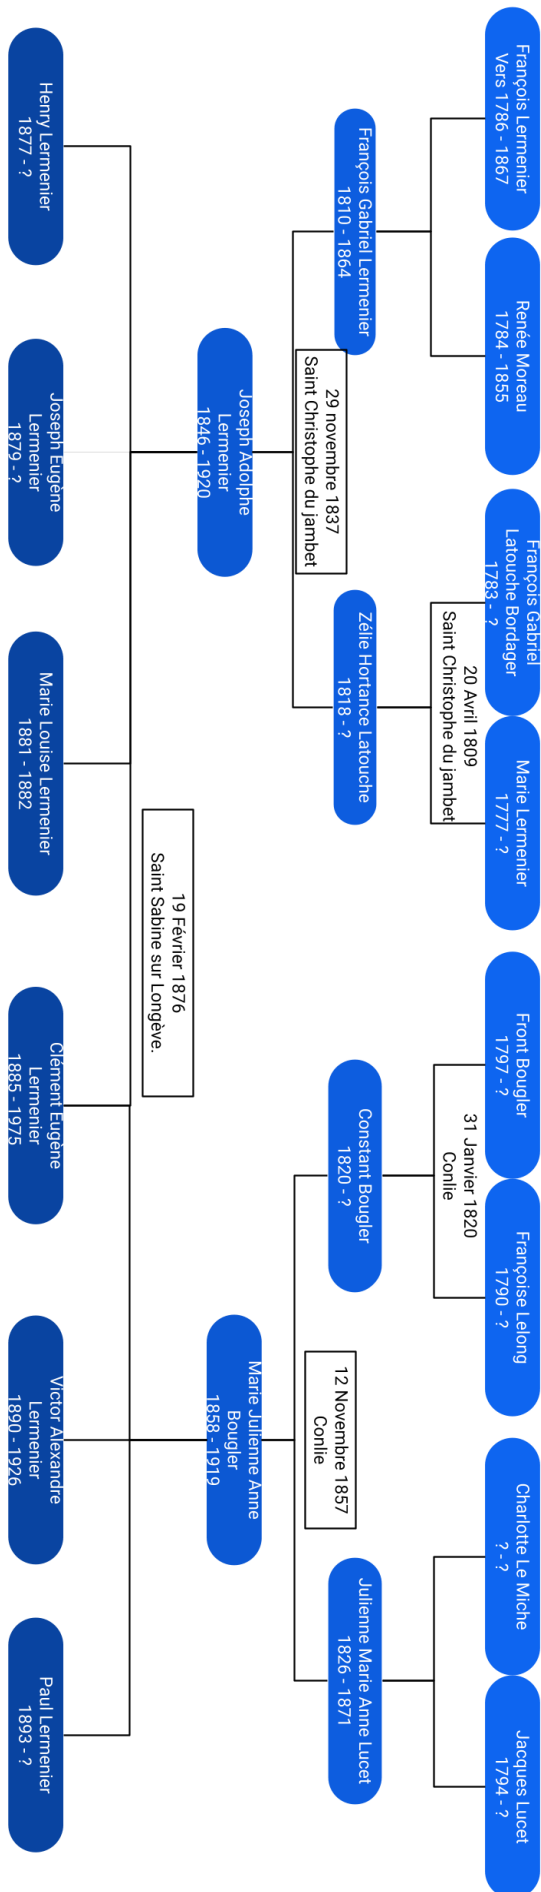 François Lermenier
Vers 1786 - 1867
Renée Moreau
1784 - 1855
François Gabriel
Latouche Bordager
1783 - ?
Marie Lermenier
1777 - ?
Front Bougler
1797 - ?
Françoise Lelong
1790 - ?
Charlotte Le Miche
? - ?
Jacques Lucet
1794 - ?
20 Avril 1809
Saint Christophe du jambet
31 Janvier 1820
Conlie
François Gabriel Lermenier
1810 - 1864
Zélie Hortance Latouche
1818 - ?
Constant Bougler
1820 - ?
Julienne Marie Anne Lucet
1826 - 1871
29 novembre 1837
Saint Christophe du jambet
12 Novembre 1857
Conlie
Joseph Adolphe
Lermenier
1846 - 1920
Marie Julienne Anne
Bougler
1858 - 1919
19 Février 1876
Saint Sabine sur Longève.
Henry Lermenier
1877 - ?
Joseph Eugène
Lermenier
1879 - ?
Marie Louise Lermenier
1881 - 1882
Clément Eugène
Lermenier
1885 - 1975
Victor Alexandre
Lermenier
1890 - 1926
Paul Lermenier
1893 - ?